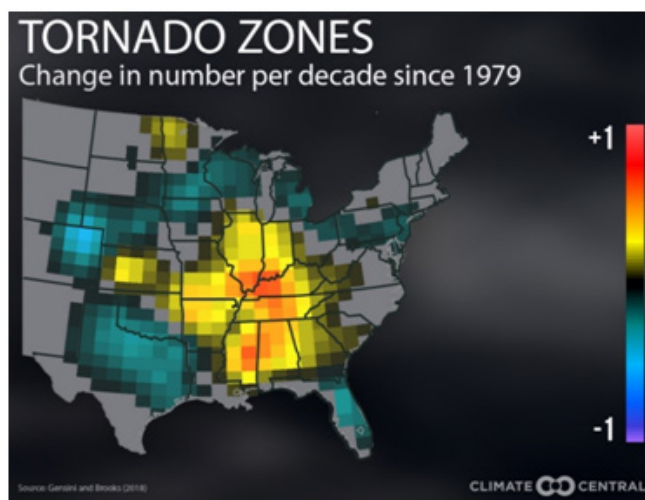 TORNADO ZONES
Change in number per decade since 1979
+1
-1
Source: Gensini and Brooks (2018)
CLIMATE CENTRAL